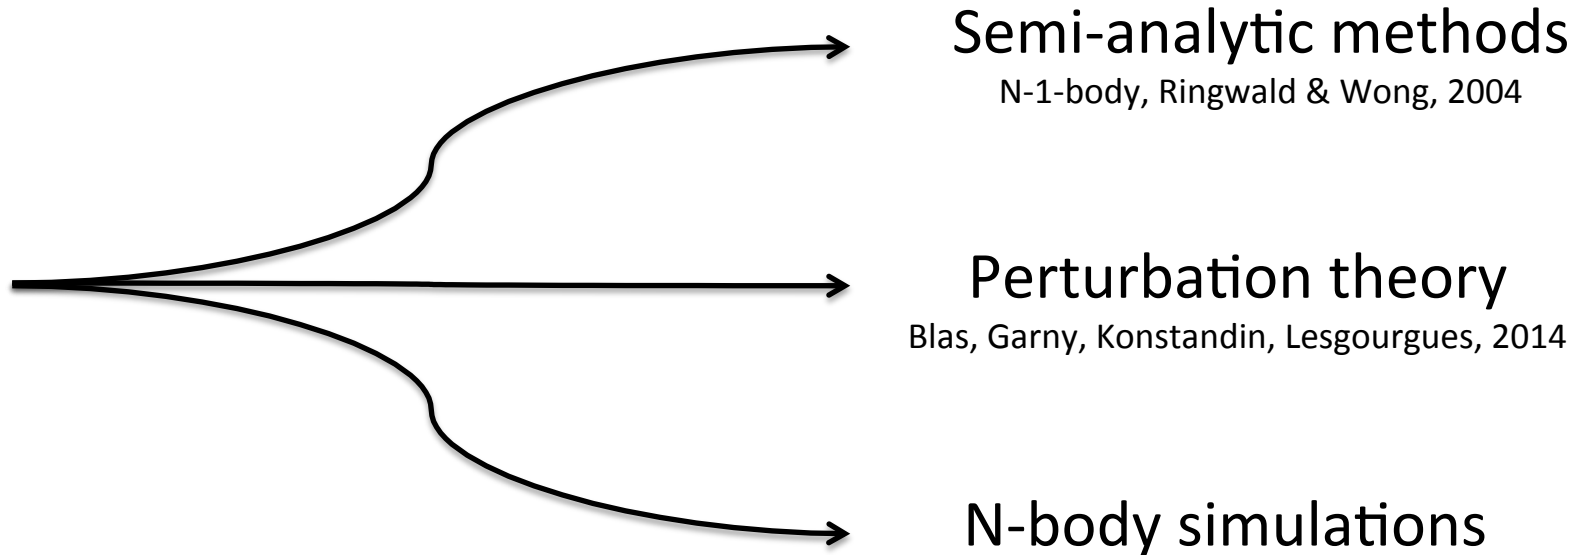 Semi-analytic methods
N-1-body, Ringwald & Wong, 2004
Perturbation theory
Blas, Garny, Konstandin, Lesgourgues, 2014
N-body simulations